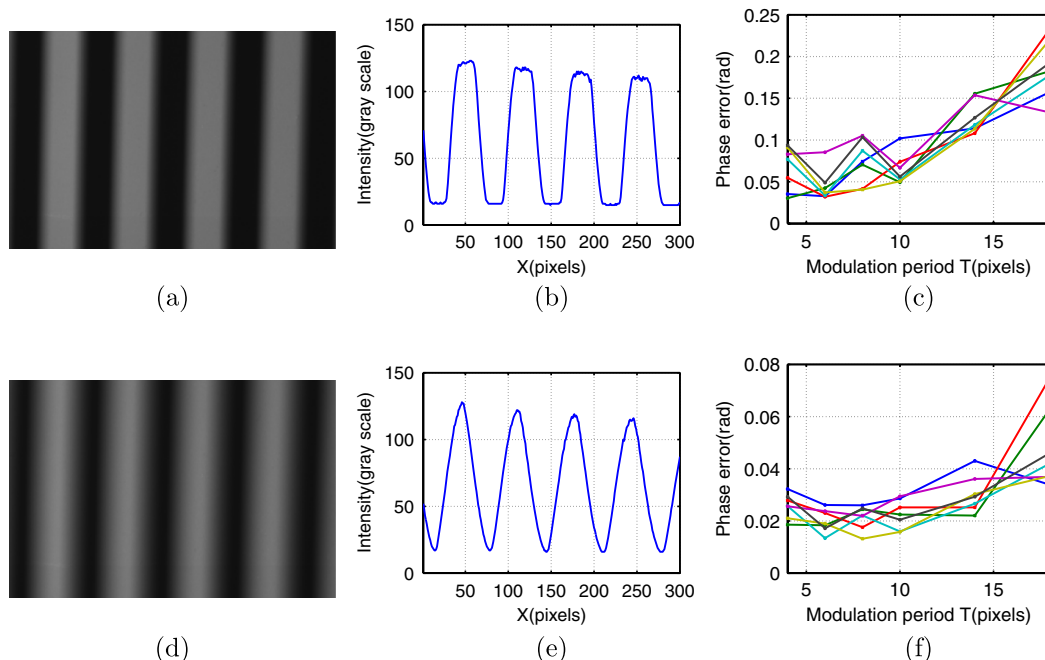 150
100
50
0
Intensity(gray scale)
50 100 150 200 250 300
X(pixels)
0.25
0.2
0.15
0.1
0.05
0
Phase error(rad)
5 10 15
Modulation period T(pixels)
(a) (b) (c)
150
100
50
0
Intensity(gray scale)
50 100 150 200 250 300
X(pixels)
0.08
0.06
0.04
0.02
0
Phase error(rad)
5 10 15
Modulation period T(pixels)
(d) (e) (f)